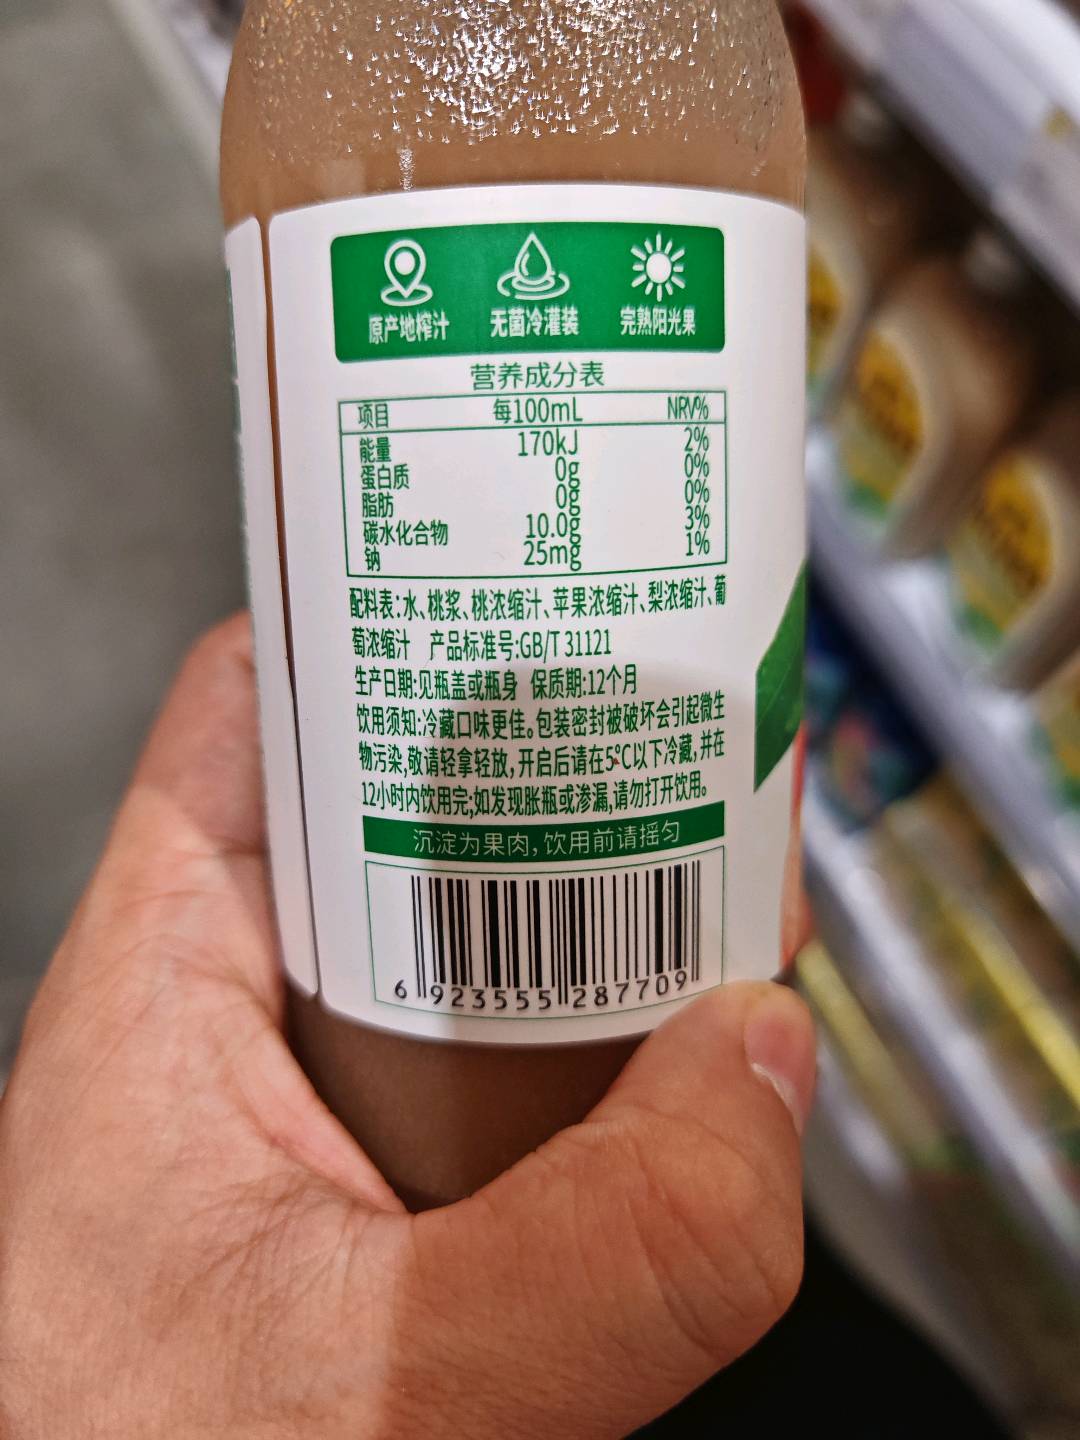 原产地榨汁 无菌冷灌装 完熟阳光果
营养成分表
项目 每100mL NRV%
能量 170kJ 2%
蛋白质 0g 0%
脂肪 0g 0%
碳水化合物 10.0g 3%
钠 25mg 1%
配料表:水、桃浆、桃浓缩汁、苹果浓缩汁、梨浓缩汁、葡
萄浓缩汁 产品标准号:GB/T 31121
生产日期:见瓶盖或瓶身 保质期:12个月
饮用须知:冷藏口味更佳。包装密封被破坏会引起微生
物污染,敬请轻拿轻放,开启后请在5°C以下冷藏,并在
12小时内饮用完;如发现胀瓶或渗漏,请勿打开饮用。
沉淀为果肉,饮用前请摇匀
6 923555 287709